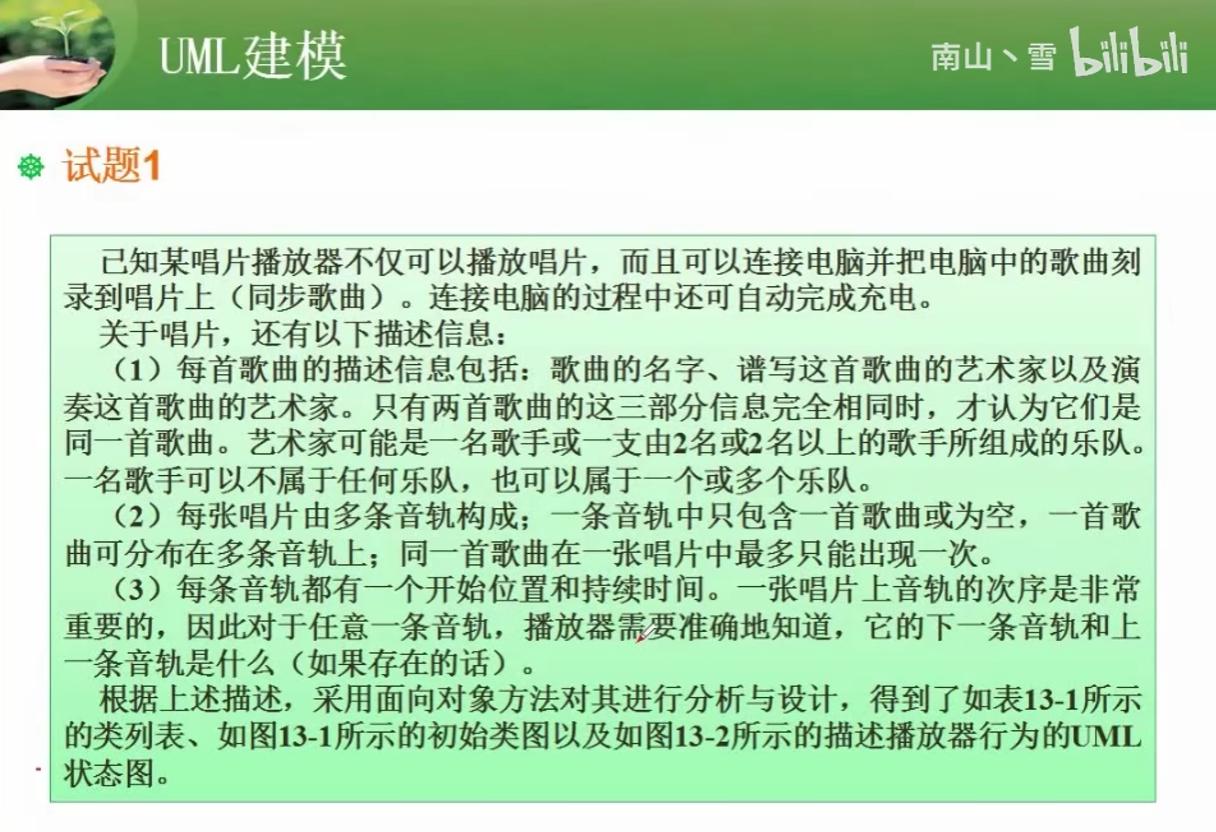 UML建模
南山丶雪 bilibili
试题1
已知某唱片播放器不仅可以播放唱片，而且可以连接电脑并把电脑中的歌曲刻
录到唱片上（同步歌曲）。连接电脑的过程中还可自动完成充电。
关于唱片，还有以下描述信息：
（1）每首歌曲的描述信息包括：歌曲的名字、谱写这首歌曲的艺术家以及演
奏这首歌曲的艺术家。只有两首歌曲的这三部分信息完全相同时，才认为它们是
同一首歌曲。艺术家可能是一名歌手或一支由2名或2名以上的歌手所组成的乐队。
一名歌手可以不属于任何乐队，也可以属于一个或多个乐队。
（2）每张唱片由多条音轨构成；一条音轨中只包含一首歌曲或为空，一首歌
曲可分布在多条音轨上；同一首歌曲在一张唱片中最多只能出现一次。
（3）每条音轨都有一个开始位置和持续时间。一张唱片上音轨的次序是非常
重要的，因此对于任意一条音轨，播放器需要准确地知道，它的下一条音轨和上
一条音轨是什么（如果存在的话）。
根据上述描述，采用面向对象方法对其进行分析与设计，得到了如表13-1所示
的类列表、如图13-1所示的初始类图以及如图13-2所示的描述播放器行为的UML
状态图。